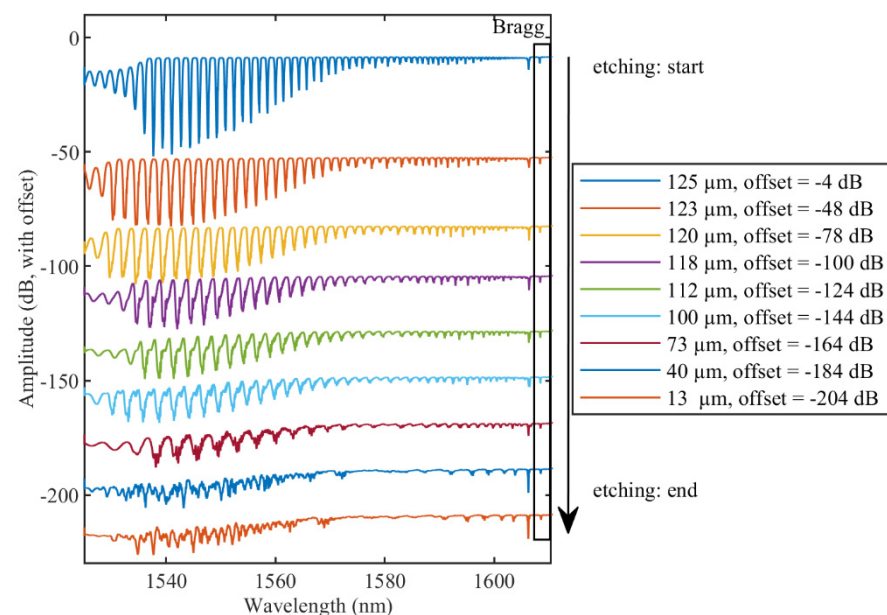 Bragg
0
-50
-100
-150
-200
Amplitude (dB, with offset)
1540
1560
1580
1600
Wavelength (nm)
etching: start
125 µm, offset = -4 dB
123 µm, offset = -48 dB
120 µm, offset = -78 dB
118 µm, offset = -100 dB
112 µm, offset = -124 dB
100 µm, offset = -144 dB
73 µm, offset = -164 dB
40 µm, offset = -184 dB
13  µm, offset = -204 dB
etching: end